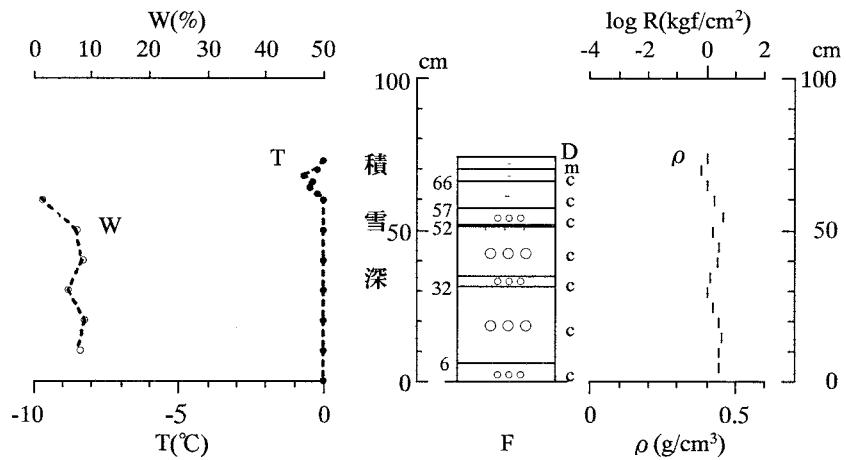 W(%)
0 10 20 30 40 50
cm
100
50
0
T
W
-10 -5 0
T(℃)
積雪深
D
m
c
66
c
57
c
52
c
32
c
c
6
c
F
log R(kgf/cm²)
-4 -2 0 2
cm
100
50
0
ρ
0 0.5
ρ (g/cm³)